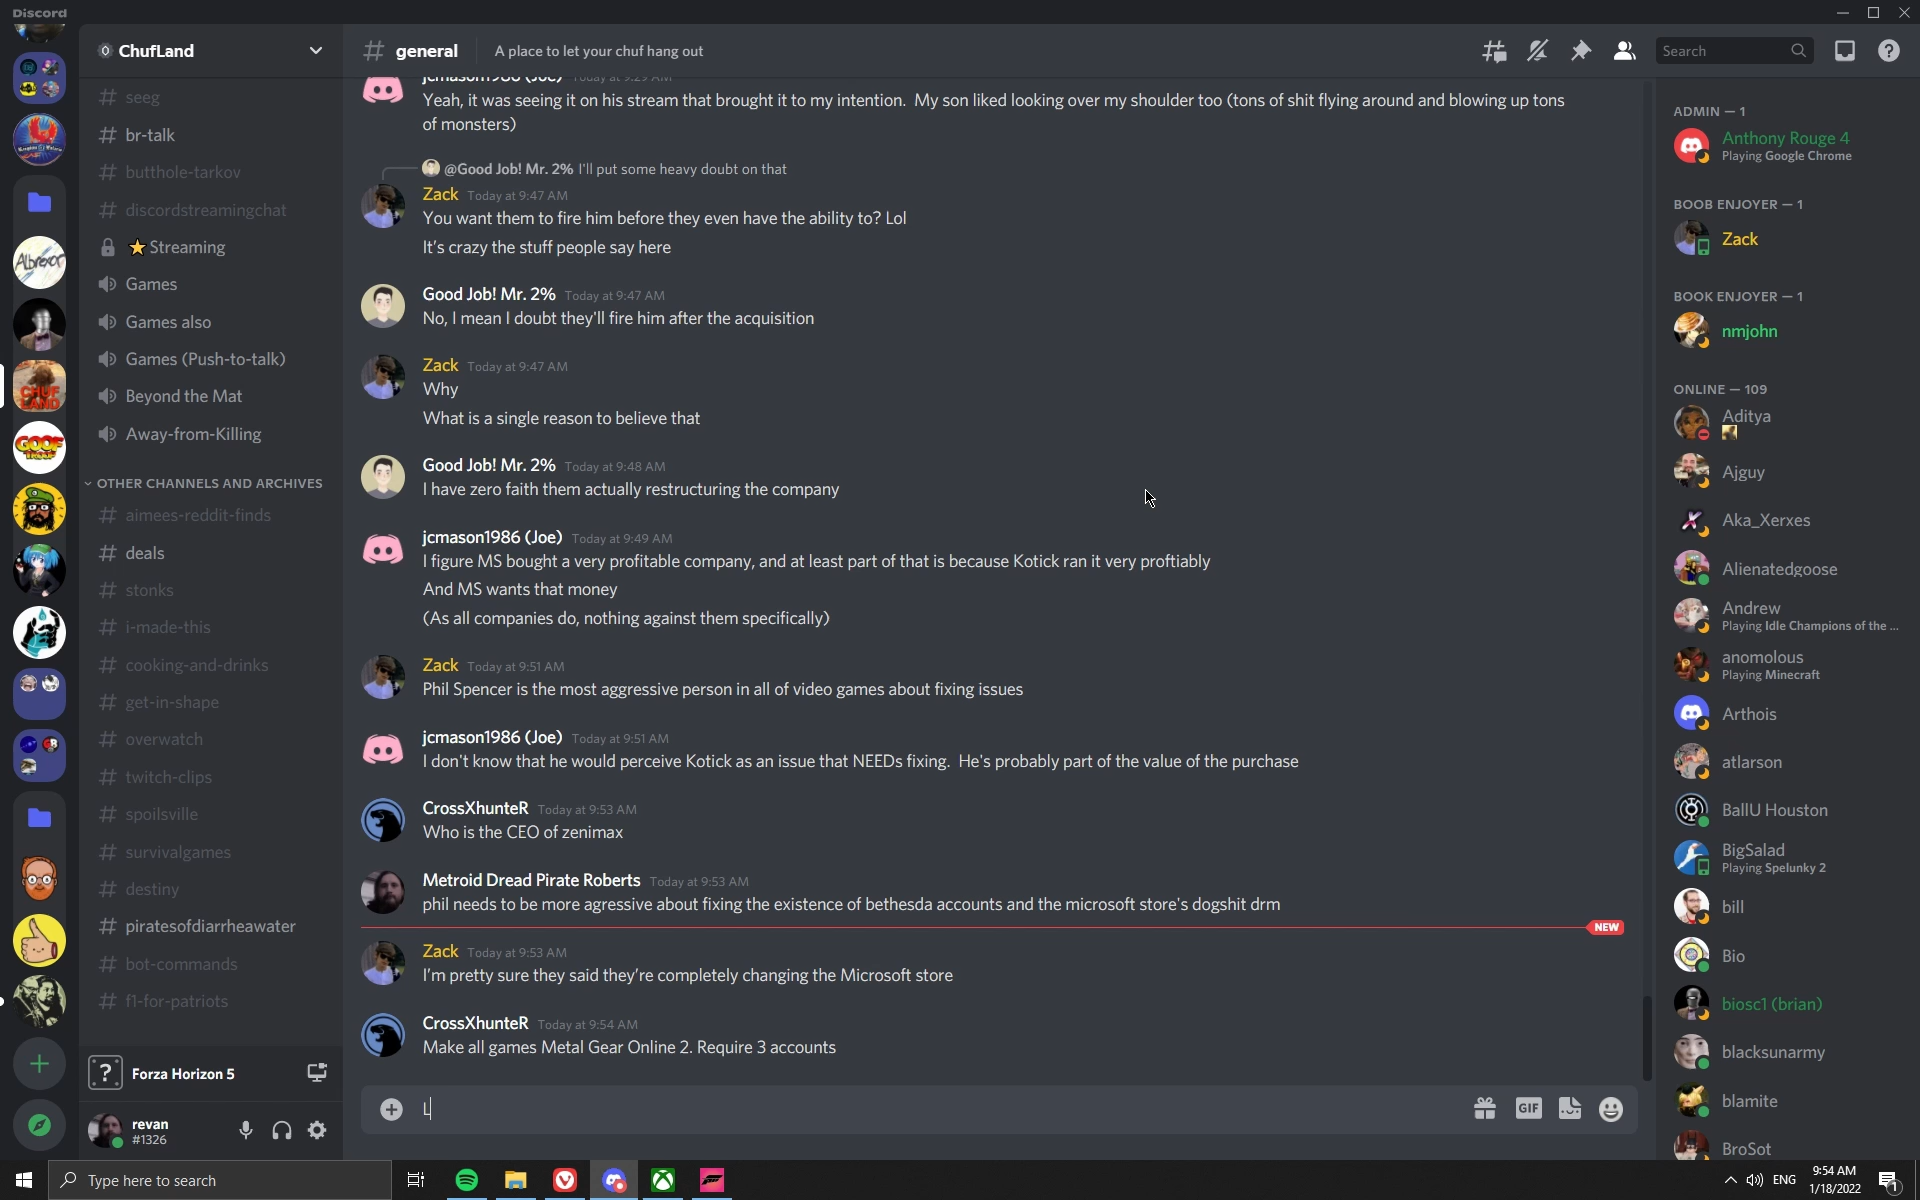 Discord
ChufLand
seeg
br-talk
butthole-tarkov
discordstreamingchat
⭐Streaming
Games
Games also
Games (Push-to-talk)
Beyond the Mat
Away-from-Killing
OTHER CHANNELS AND ARCHIVES
aimees-reddit-finds
deals
stonks
i-made-this
cooking-and-drinks
get-in-shape
overwatch
twitch-clips
spoilsville
survivalgames
destiny
piratesofdiarrheawater
bot-commands
f1-for-patriots
? Forza Horizon 5
revan
#1326
Albrexor
CHUF
LAND
GOOF
TROOP
# general A place to let your chuf hang out
Search
jcmason1986 (Joe) Today at 9:29 AM
Yeah, it was seeing it on his stream that brought it to my intention.  My son liked looking over my shoulder too (tons of shit flying around and blowing up tons
of monsters)
@Good Job! Mr. 2% I'll put some heavy doubt on that
Zack Today at 9:47 AM
You want them to fire him before they even have the ability to? Lol
It's crazy the stuff people say here
Good Job! Mr. 2% Today at 9:47 AM
No, I mean I doubt they'll fire him after the acquisition
Zack Today at 9:47 AM
Why
What is a single reason to believe that
Good Job! Mr. 2% Today at 9:48 AM
I have zero faith them actually restructuring the company
jcmason1986 (Joe) Today at 9:49 AM
I figure MS bought a very profitable company, and at least part of that is because Kotick ran it very proftiably
And MS wants that money
(As all companies do, nothing against them specifically)
Zack Today at 9:51 AM
Phil Spencer is the most aggressive person in all of video games about fixing issues
jcmason1986 (Joe) Today at 9:51 AM
I don't know that he would perceive Kotick as an issue that NEEDs fixing.  He's probably part of the value of the purchase
CrossXhunteR Today at 9:53 AM
Who is the CEO of zenimax
Metroid Dread Pirate Roberts Today at 9:53 AM
phil needs to be more agressive about fixing the existence of bethesda accounts and the microsoft store's dogshit drm
NEW
Zack Today at 9:53 AM
I'm pretty sure they said they're completely changing the Microsoft store
CrossXhunteR Today at 9:54 AM
Make all games Metal Gear Online 2. Require 3 accounts
L
GIF
ADMIN — 1
Anthony Rouge 4
Playing Google Chrome
BOOB ENJOYER — 1
Zack
BOOK ENJOYER — 1
nmjohn
ONLINE — 109
Aditya
Ajguy
Aka_Xerxes
Alienatedgoose
Andrew
Playing Idle Champions of the ...
anomolous
Playing Minecraft
Arthois
atlarson
BallU Houston
BigSalad
Playing Spelunky 2
bill
Bio
biosc1 (brian)
blacksunarmy
blamite
BroSot
Type here to search
ENG
9:54 AM
1/18/2022
1